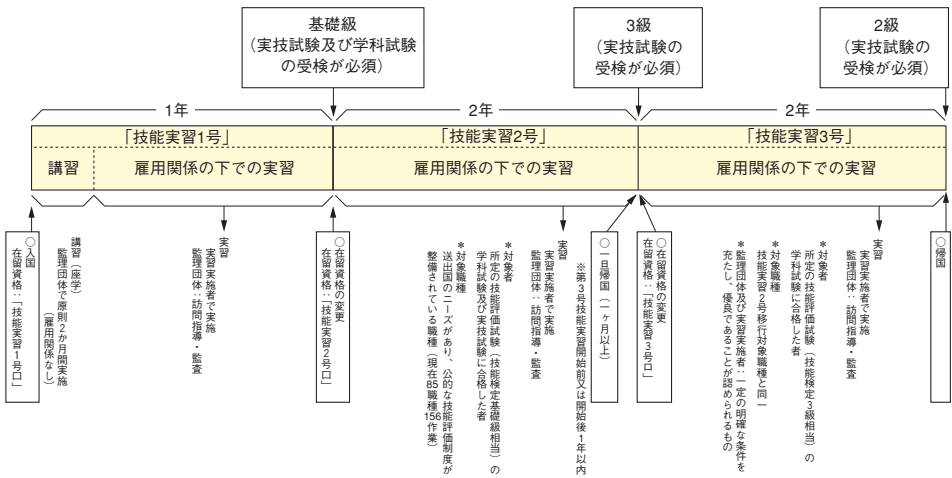 基礎級
（実技試験及び学科試験
の受検が必須）
3級
（実技試験の
受検が必須）
2級
（実技試験の
受検が必須）
1年
2年
2年
「技能実習1号」
「技能実習2号」
「技能実習3号」
講習
雇用関係の下での実習
雇用関係の下での実習
雇用関係の下での実習
○入国
在留資格：「技能実習1号ロ」
講習（座学）
監理団体で原則2か月間実施
（雇用関係なし）
実習
実習実施者で実施
監理団体：訪問指導・監査
○在留資格の変更
在留資格：「技能実習2号ロ」
＊対象職種
送出国のニーズがあり、公的な技能評価制度が
整備されている職種（現在85職種156作業）
＊対象者
所定の技能評価試験（技能検定基礎級相当）の
学科試験及び実技試験に合格した者
実習
実習実施者で実施
監理団体：訪問指導・監査
○一旦帰国（一ヶ月以上）
※第3号技能実習開始前又は開始後1年以内
○在留資格の変更
在留資格：「技能実習3号ロ」
＊監理団体及び実習実施者：一定の明確な条件を
充たし、優良であることが認められるもの
＊対象職種
技能実習2号移行対象職種と同一
＊対象者
所定の技能評価試験（技能検定3級相当）の
学科試験に合格した者
実習
実習実施者で実施
監理団体：訪問指導・監査
○帰国